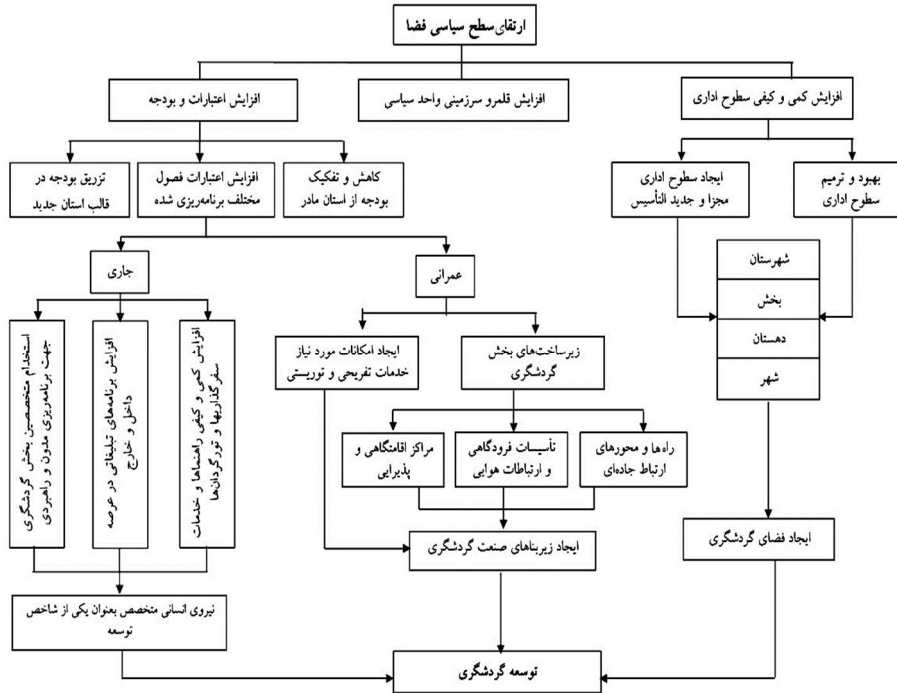 ارتقای سطح سیاسی فضا
افزایش کمی و کیفی سطوح اداری
افزایش قلمرو سرزمینی واحد سیاسی
افزایش اعتبارات و بودجه
بهبود و ترمیم
سطوح اداری
ایجاد سطوح اداری
مجزا و جدید التأسیس
کاهش و تفکیک
بودجه از استان مادر
افزایش اعتبارات فصول
مختلف برنامه‌ریزی شده
تزریق بودجه در
قالب استان جدید
شهرستان
بخش
دهستان
شهر
عمرانی
جاری
زیرساخت‌های بخش
گردشگری
ایجاد امکانات مورد نیاز
خدمات تفریحی و توریستی
افزایش کمی و کیفی راهنماها و خدمات
سفرگذاریها و تورگردان‌ها
افزایش برنامه‌های تبلیغاتی در عرصه
داخل و خارج
استخدام متخصصین بخش گردشگری
جهت برنامه‌ریزی مدون و راهبردی
راه‌ها و محورهای
ارتباط جاده‌ای
تأسیسات فرودگاهی
و ارتباطات هوایی
مراکز اقامتگاهی و
پذیرایی
ایجاد فضای گردشگری
ایجاد زیربناهای صنعت گردشگری
نیروی انسانی متخصص بعنوان یکی از شاخص
توسعه
توسعه گردشگری